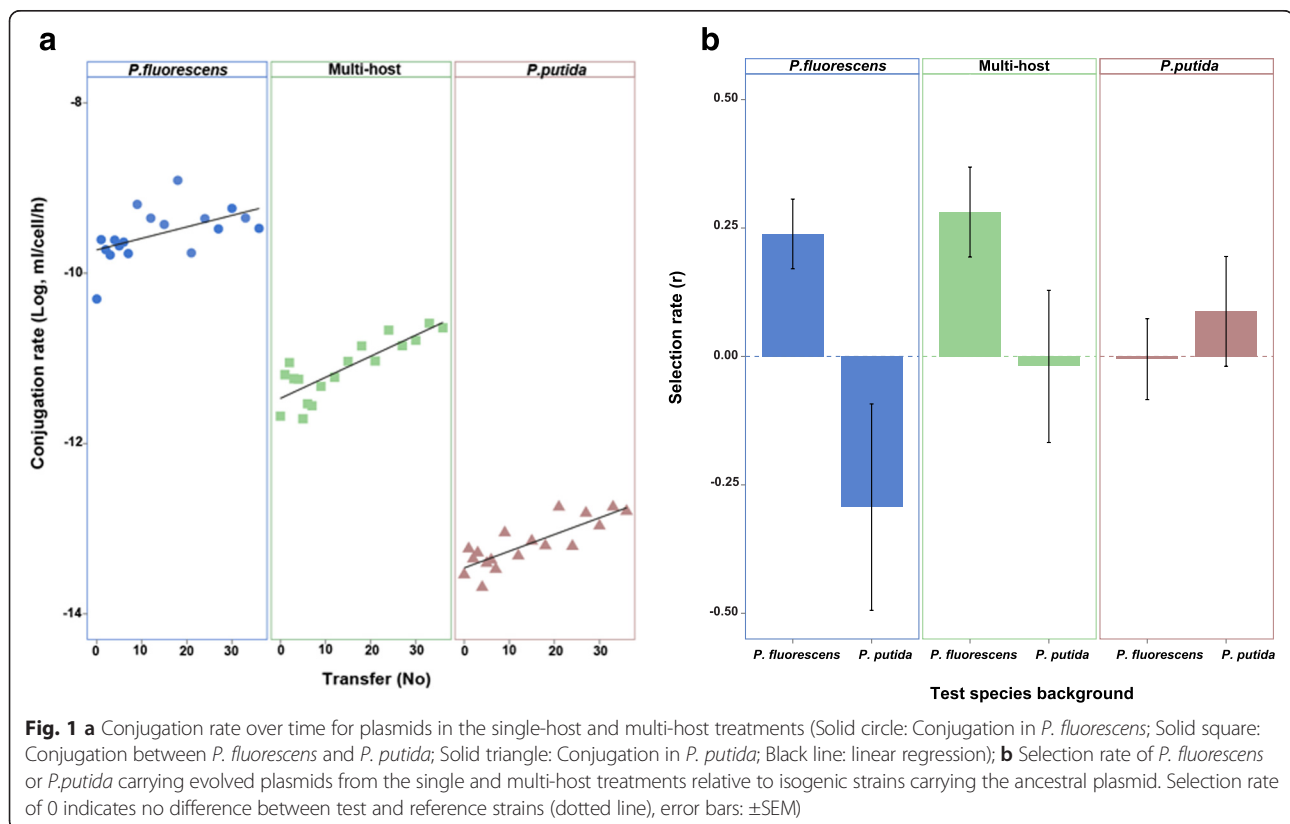 a
P.fluorescens Multi-host P.putida
-8
-10
-12
-14
Conjugation rate (Log, ml/cell/h)
0 10 20 30 0 10 20 30 0 10 20 30
Transfer (No)
b
P.fluorescens Multi-host P.putida
0.50
0.25
0.00
-0.25
-0.50
Selection rate (r)
P. fluorescens P. putida P. fluorescens P. putida P. fluorescens P. putida
Test species background
Fig. 1 a Conjugation rate over time for plasmids in the single-host and multi-host treatments (Solid circle: Conjugation in P. fluorescens; Solid square:
Conjugation between P. fluorescens and P. putida; Solid triangle: Conjugation in P. putida; Black line: linear regression); b Selection rate of P. fluorescens
or P.putida carrying evolved plasmids from the single and multi-host treatments relative to isogenic strains carrying the ancestral plasmid. Selection rate
of 0 indicates no difference between test and reference strains (dotted line), error bars: ±SEM)